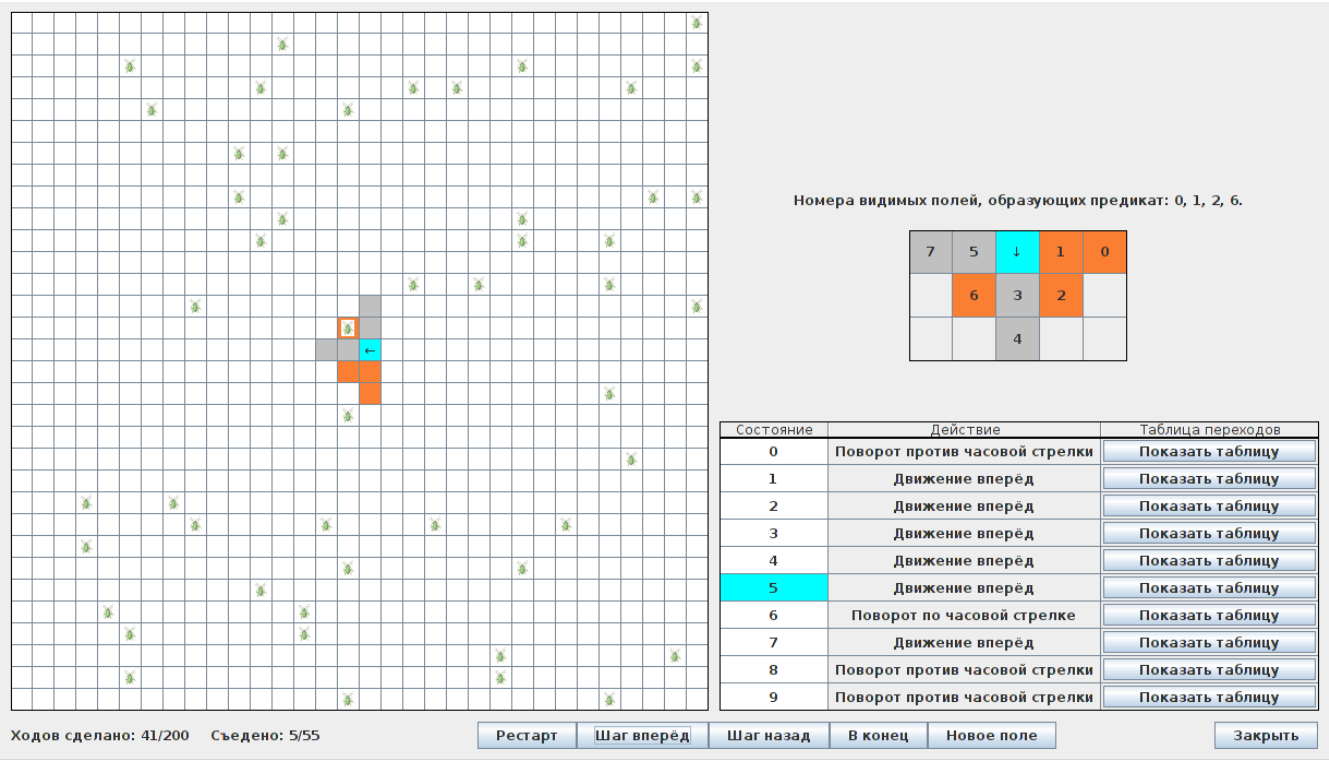 ←
Номера видимых полей, образующих предикат: 0, 1, 2, 6.
7 5 ↓ 1 0
6 3 2
4
Состояние Действие Таблица переходов
0 Поворот против часовой стрелки Показать таблицу
1 Движение вперёд Показать таблицу
2 Движение вперёд Показать таблицу
3 Движение вперёд Показать таблицу
4 Движение вперёд Показать таблицу
5 Движение вперёд Показать таблицу
6 Поворот по часовой стрелке Показать таблицу
7 Движение вперёд Показать таблицу
8 Поворот против часовой стрелки Показать таблицу
9 Поворот против часовой стрелки Показать таблицу
Ходов сделано: 41/200 Съедено: 5/55 Рестарт Шаг вперёд Шаг назад В конец Новое поле Закрыть